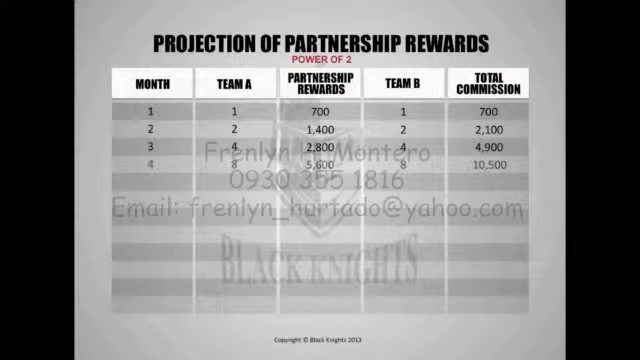 PROJECTION OF PARTNERSHIP REWARDS
POWER OF 2
MONTH TEAM A PARTNERSHIP REWARDS TEAM B TOTAL COMMISSION
1 1 700 1 700
2 2 1,400 2 2,100
3 4 2,800 4 4,900
4 8 5,600 8 10,500
Frenlyn H. Montero
0930 355 1816
Email: frenlyn_hurtado@yahoo.com
BLACK KNIGHTS
Copyright © Black Knights 2013